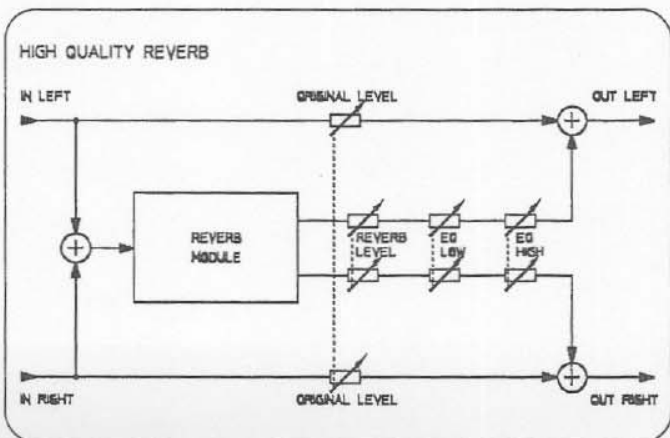 HIGH QUALITY REVERB
IN LEFT
ORIGINAL LEVEL
OUT LEFT
REVERB
MODULE
REVERB
LEVEL
EQ
LOW
EQ
HIGH
IN RIGHT
ORIGINAL LEVEL
OUT RIGHT